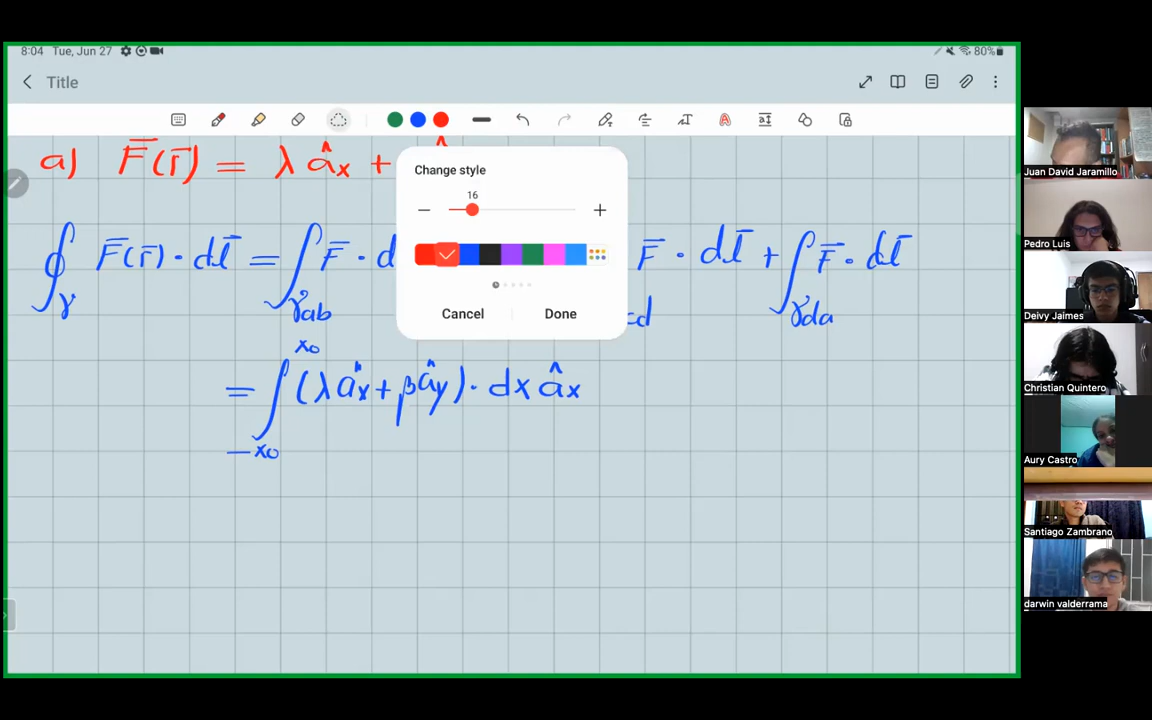 8:04 Tue, Jun 27 80%
Title
a) F̄(r̄) = λ âx +
Change style
16
∮γ F̄(r̄) · dl̄ = ∫γab F̄ · d F̄ · dl̄ + ∫γda F̄ · dl̄
cd
Cancel Done
= ∫−x0^x0 (λ âx + β ây) · dx âx
Juan David Jaramillo
Pedro Luis
Deivy Jaimes
Christian Quintero
Aury Castro
Santiago Zambrano
darwin valderrama